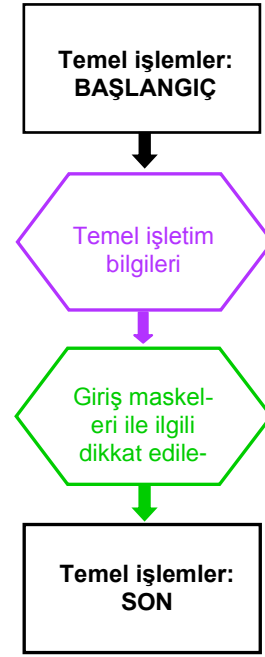 Temel işlemler:
BAŞLANGIÇ
Temel işletim
bilgileri
Giriş maskel-
eri ile ilgili
dikkat edile-
Temel işlemler:
SON